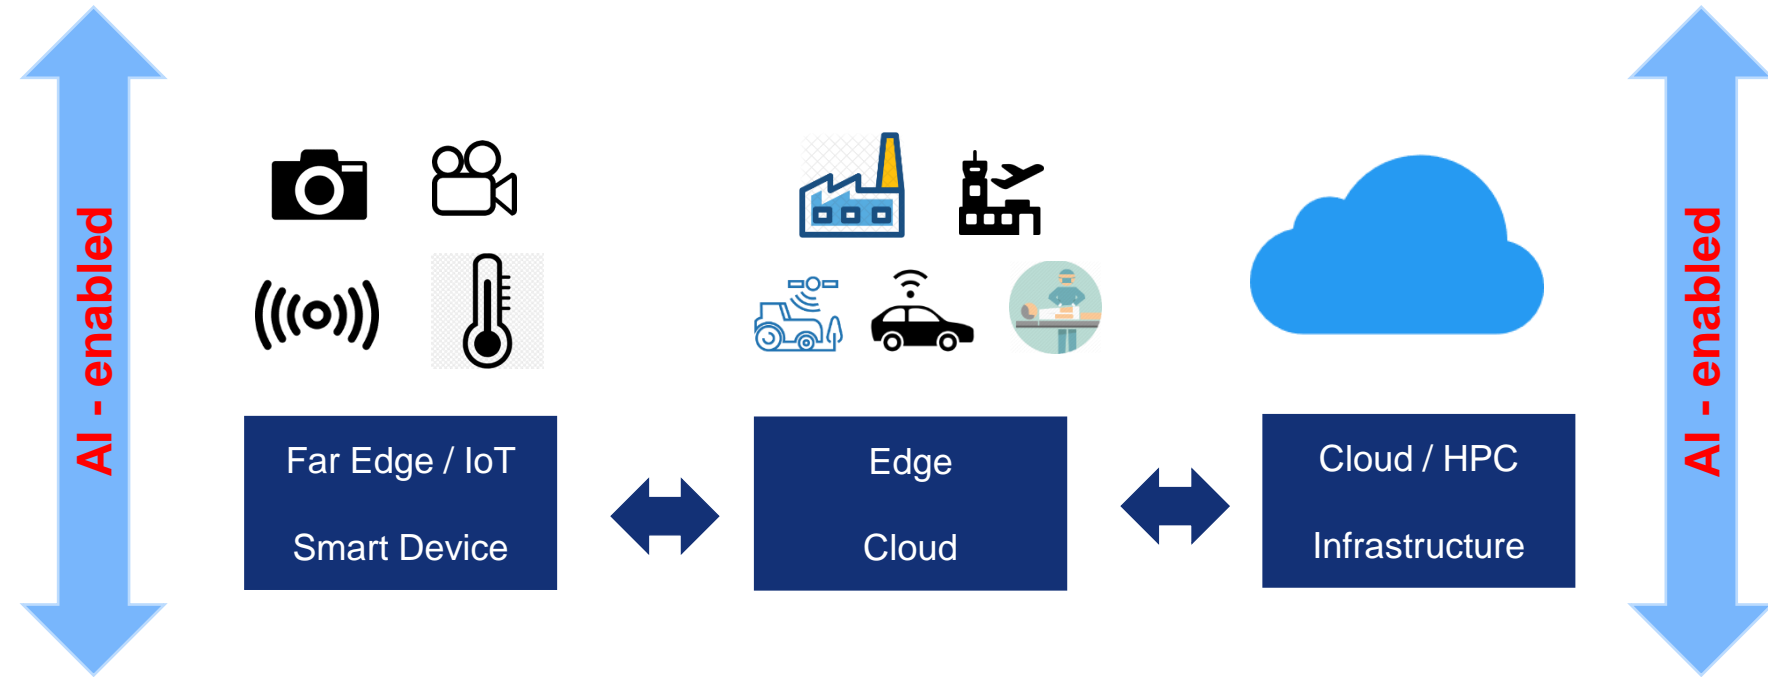 AI - enabled
Far Edge / IoT
Smart Device
Edge
Cloud
Cloud / HPC
Infrastructure
AI - enabled